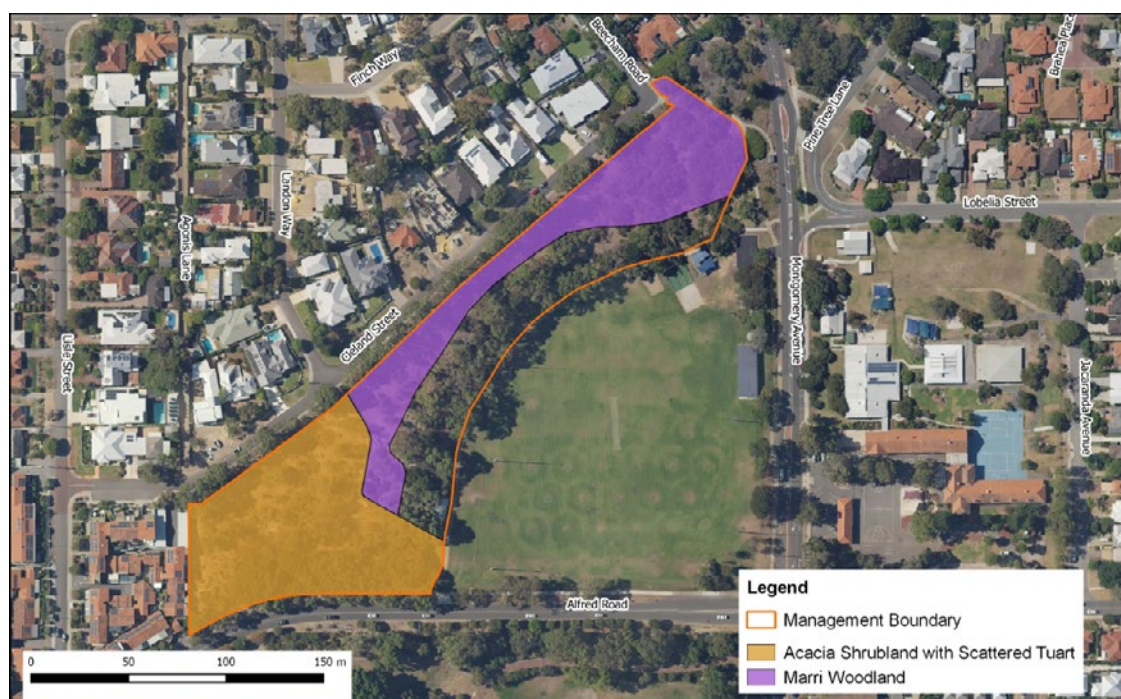 Beecham Road
Brahea Place
Finch Way
Pine Tree Lane
Landon Way
Lobelia Street
Agonis Lane
Montgomery Avenue
Cleland Street
Lisle Street
Jacaranda Avenue
Alfred Road
Legend
Management Boundary
Acacia Shrubland with Scattered Tuart
Marri Woodland
0 50 100 150 m